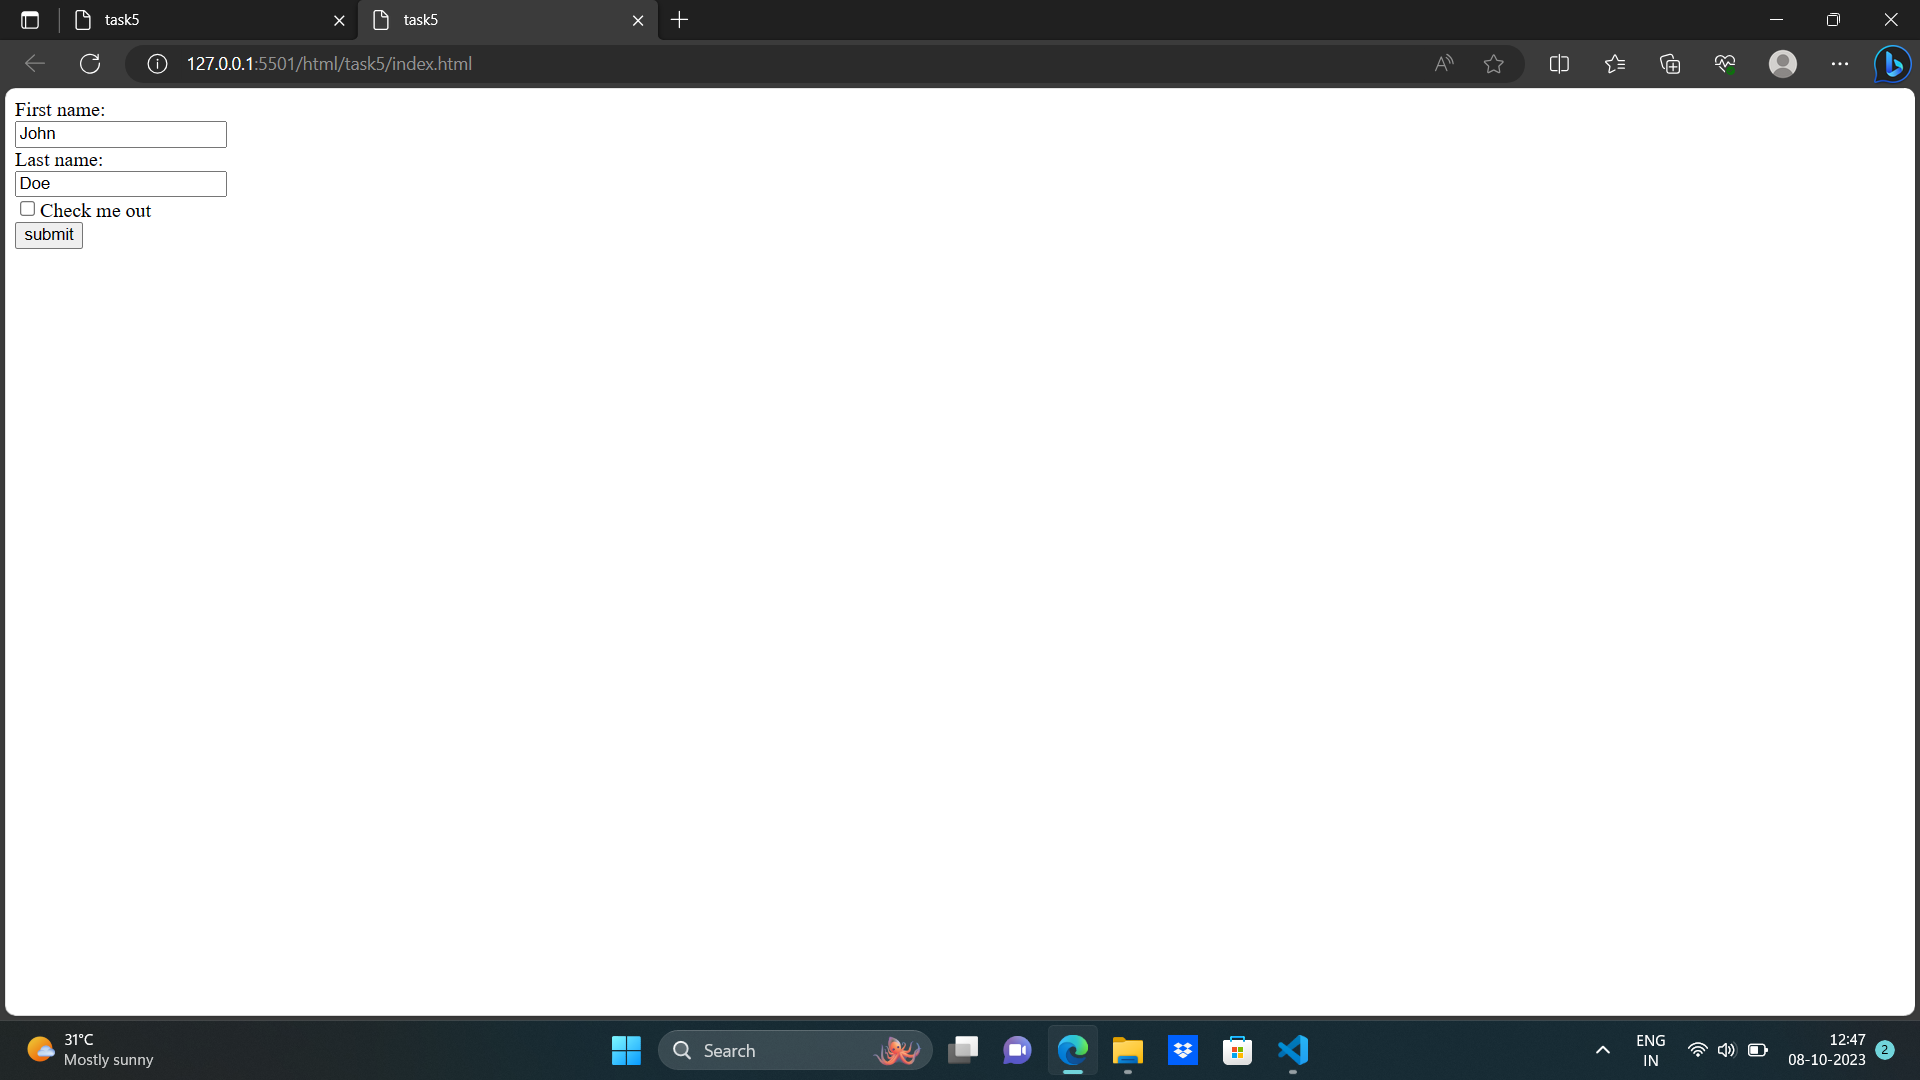 task5
task5
127.0.0.1:5501/html/task5/index.html
First name:
John
Last name:
Doe
Check me out
submit
31°C
Mostly sunny
Search
ENG
IN
12:47
08-10-2023
2